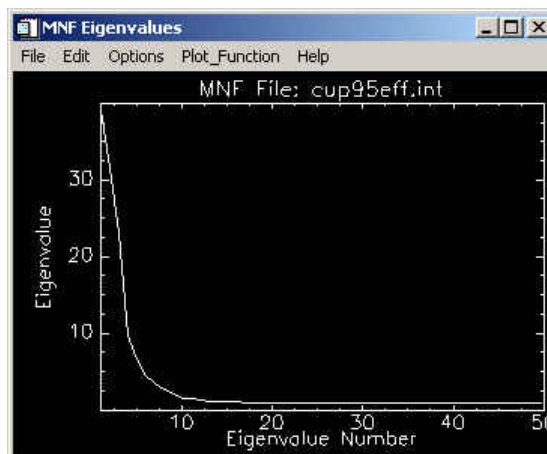 MNF Eigenvalues
File Edit Options Plot_Function Help
MNF File: cup95eff.int
30
20
10
Eigenvalue
10 20 30 40 50
Eigenvalue Number